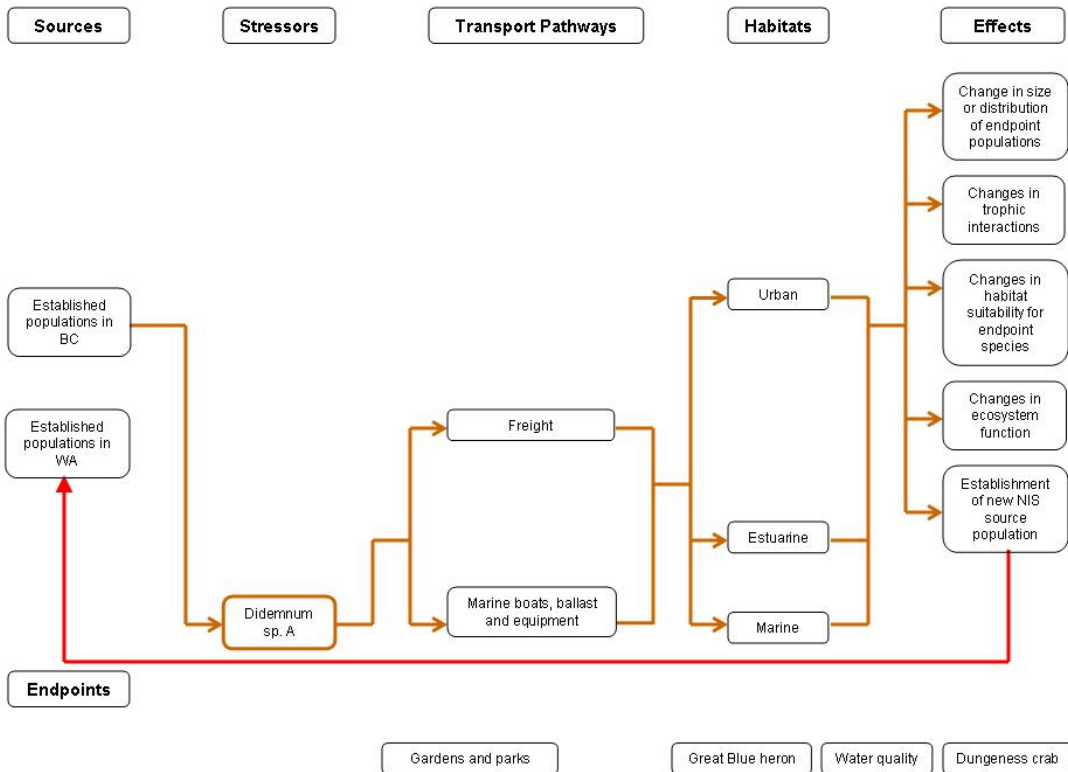 Sources
Stressors
Transport Pathways
Habitats
Effects
Change in size
or distribution
of endpoint
populations
Changes in
trophic
interactions
Established
populations in
BC
Urban
Changes in
habitat
suitability for
endpoint
species
Established
populations in
WA
Freight
Changes in
ecosystem
function
Establishment
of new NIS
source
population
Estuarine
Didemnum
sp. A
Marine boats, ballast
and equipment
Marine
Endpoints
Gardens and parks
Great Blue heron
Water quality
Dungeness crab